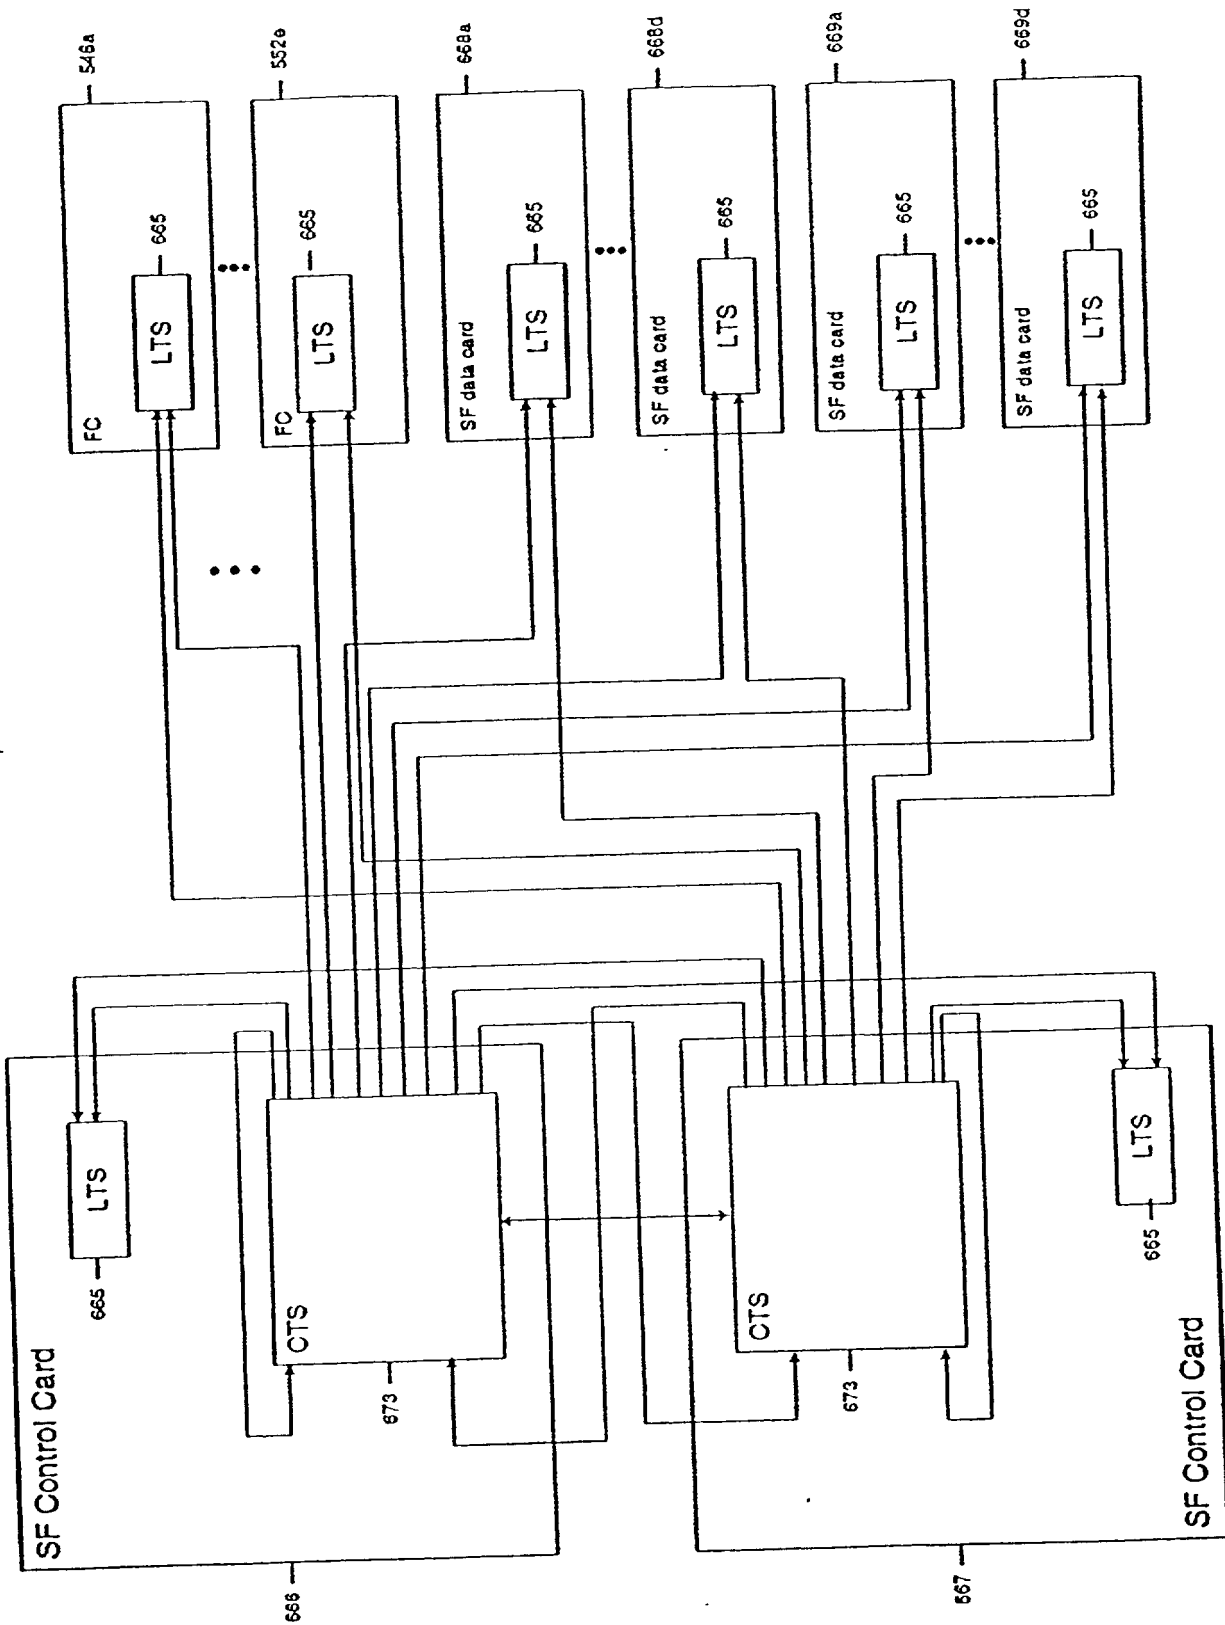 546a
552e
668a
668d
669a
669d
665
665
665
665
665
665
LTS
LTS
LTS
LTS
LTS
LTS
FC
FC
SF data card
SF data card
SF data card
SF data card
LTS
665
CTS
673
SF Control Card
666
LTS
665
CTS
673
SF Control Card
667